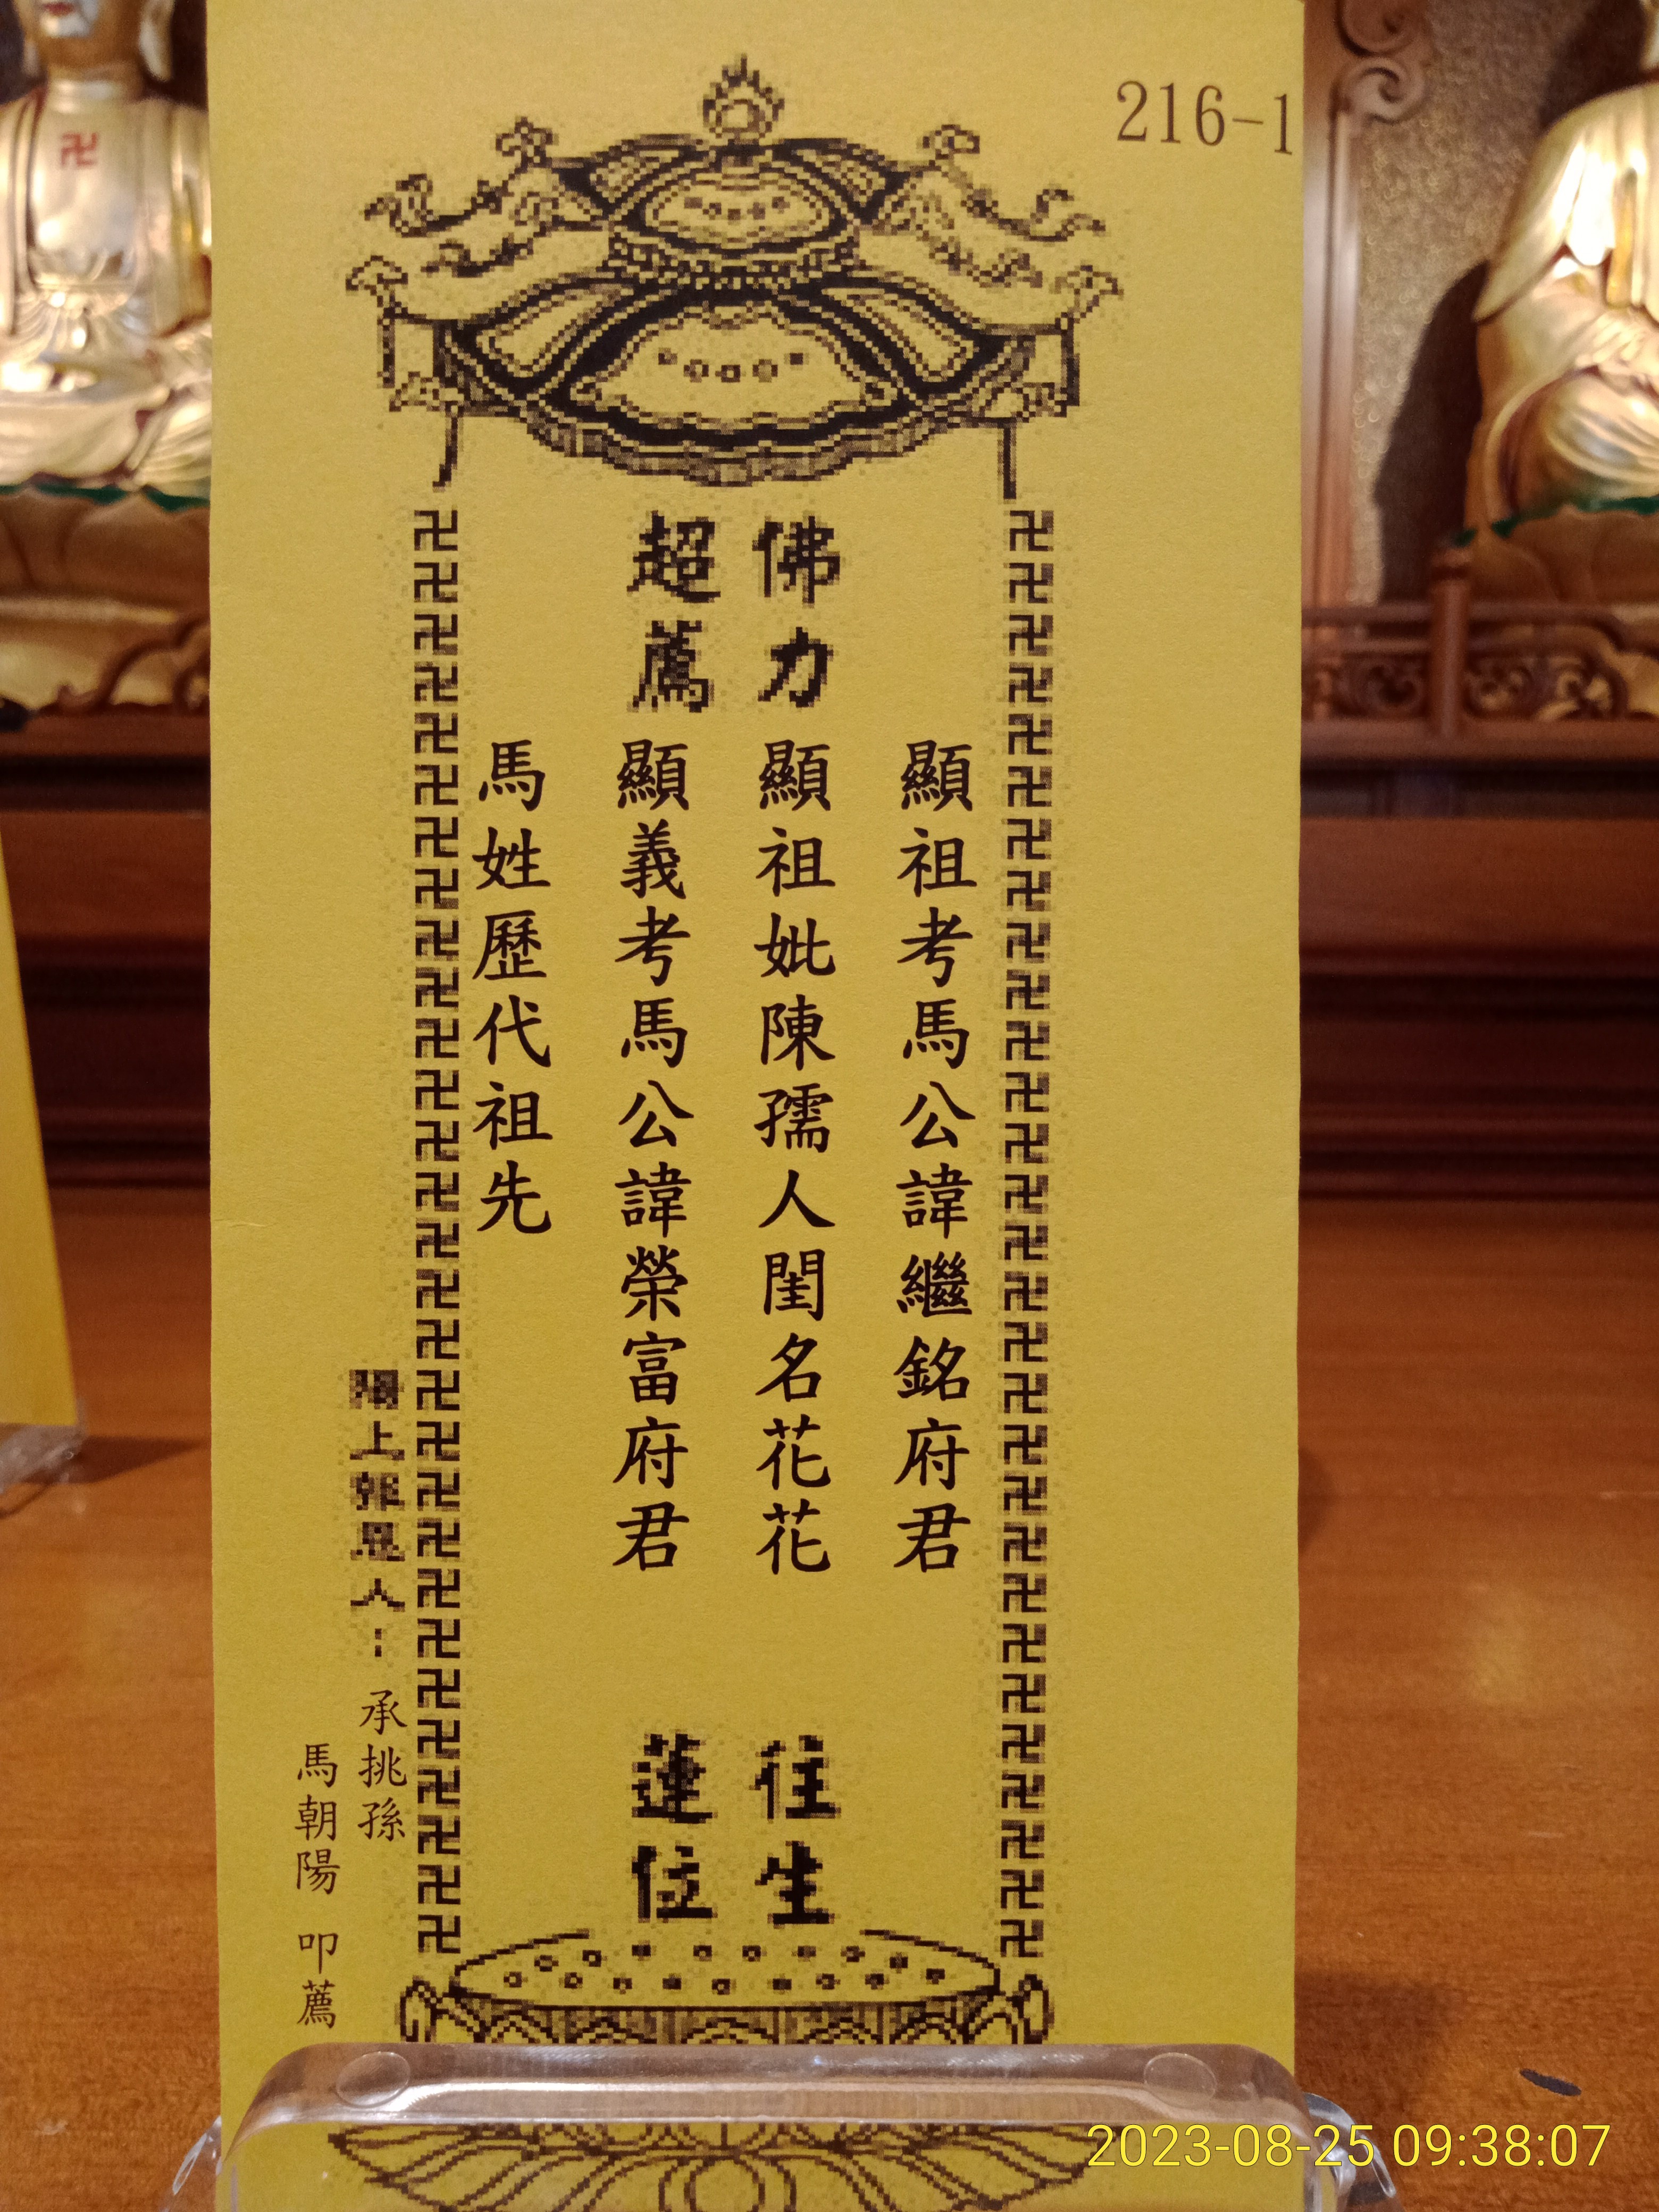 216-1
佛力
超薦
顯祖考馬公諱繼銘府君
顯祖妣陳孺人閨名花花
顯義考馬公諱榮富府君
馬姓歷代祖先
往生
蓮位
陽上報恩人：承挑孫
馬朝陽 叩薦
2023-08-25 09:38:07